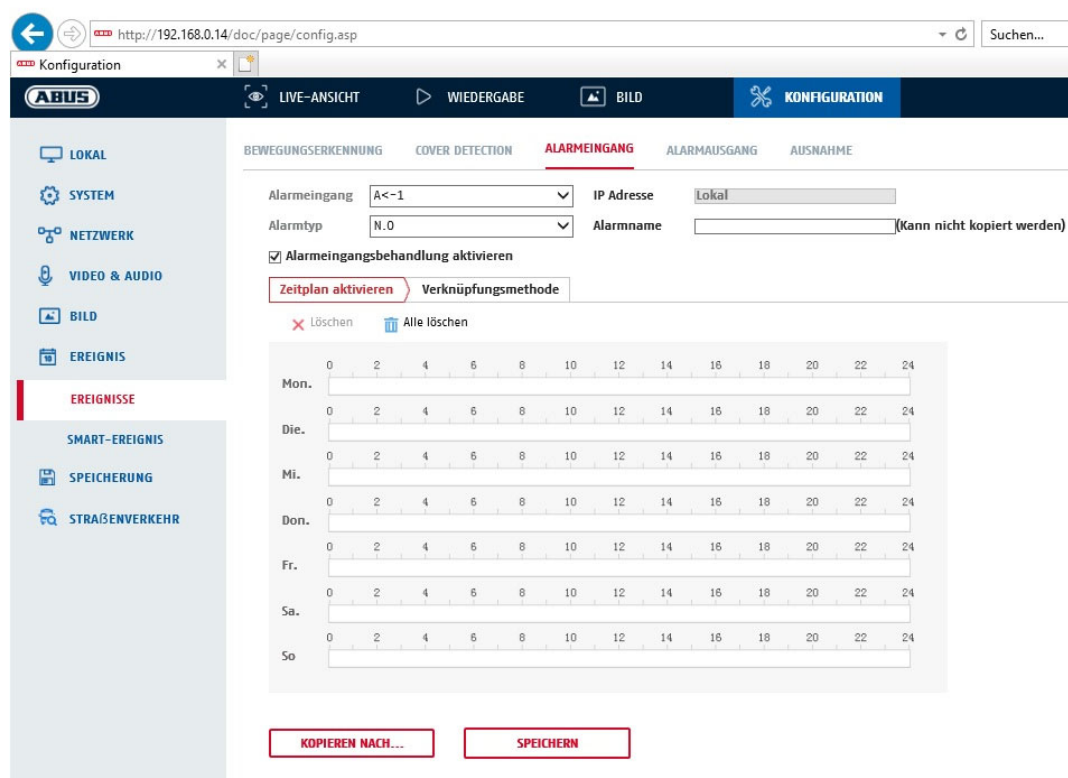 http://192.168.0.14/doc/page/config.asp
Suchen...
Konfiguration
ABUS
LIVE-ANSICHT
WIEDERGABE
BILD
KONFIGURATION
LOKAL
SYSTEM
NETZWERK
VIDEO & AUDIO
BILD
EREIGNIS
EREIGNISSE
SMART-EREIGNIS
SPEICHERUNG
STRAßENVERKEHR
BEWEGUNGSERKENNUNG
COVER DETECTION
ALARMEINGANG
ALARMAUSGANG
AUSNAHME
Alarmeingang A<-1 IP Adresse Lokal
Alarmtyp N.O Alarmname (Kann nicht kopiert werden)
Alarmeingangsbehandlung aktivieren
Zeitplan aktivieren Verknüpfungsmethode
Löschen Alle löschen
0 2 4 6 8 10 12 14 16 18 20 22 24
Mon.
0 2 4 6 8 10 12 14 16 18 20 22 24
Die.
0 2 4 6 8 10 12 14 16 18 20 22 24
Mi.
0 2 4 6 8 10 12 14 16 18 20 22 24
Don.
0 2 4 6 8 10 12 14 16 18 20 22 24
Fr.
0 2 4 6 8 10 12 14 16 18 20 22 24
Sa.
0 2 4 6 8 10 12 14 16 18 20 22 24
So
KOPIEREN NACH...
SPEICHERN